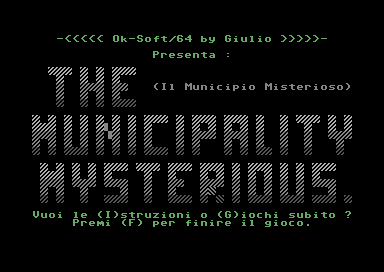 -<<<<< Ok-Soft/64 by Giulio >>>>>-
Presenta :
THE (Il Municipio Misterioso)
MUNICIPALITY
MYSTERIOUS.
Vuoi le (I)struzioni o (G)iochi subito ?
Premi (F) per finire il gioco.